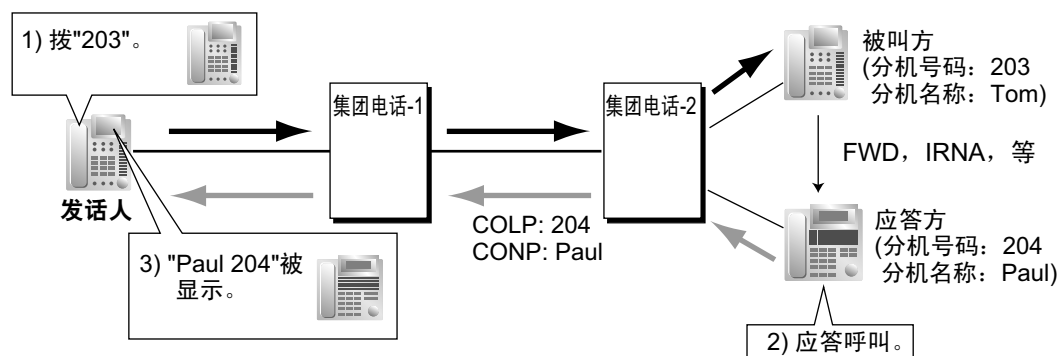 1) 拨"203"。
发话人
3) "Paul 204"被
显示。
集团电话-1
集团电话-2
COLP: 204
CONP: Paul
被叫方
(分机号码：203
分机名称：Tom)
FWD，IRNA，等
应答方
(分机号码：204
分机名称：Paul)
2) 应答呼叫。